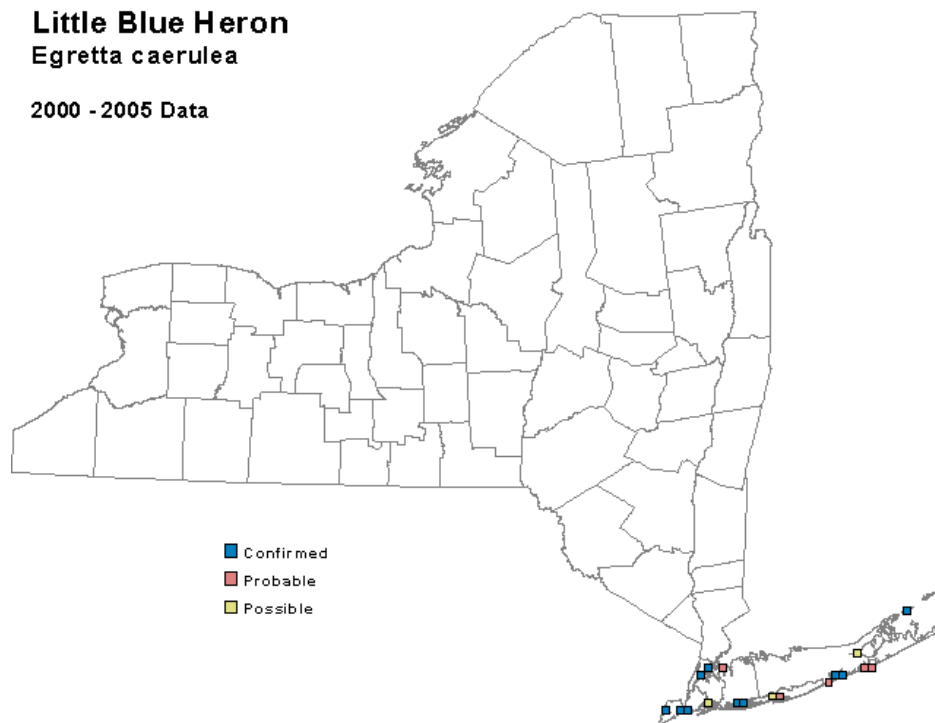 Little Blue Heron
Egretta caerulea
2000 - 2005 Data
Confirmed
Probable
Possible